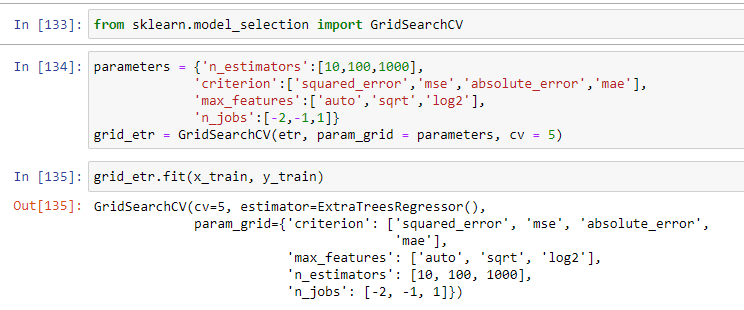 In [133]: from sklearn.model_selection import GridSearchCV
In [134]: parameters = {'n_estimators':[10,100,1000],
'criterion':['squared_error','mse','absolute_error','mae'],
'max_features':['auto','sqrt','log2'],
'n_jobs':[-2,-1,1]}
grid_etr = GridSearchCV(etr, param_grid = parameters, cv = 5)
In [135]: grid_etr.fit(x_train, y_train)
Out[135]: GridSearchCV(cv=5, estimator=ExtraTreesRegressor(),
param_grid={'criterion': ['squared_error', 'mse', 'absolute_error',
'mae'],
'max_features': ['auto', 'sqrt', 'log2'],
'n_estimators': [10, 100, 1000],
'n_jobs': [-2, -1, 1]})